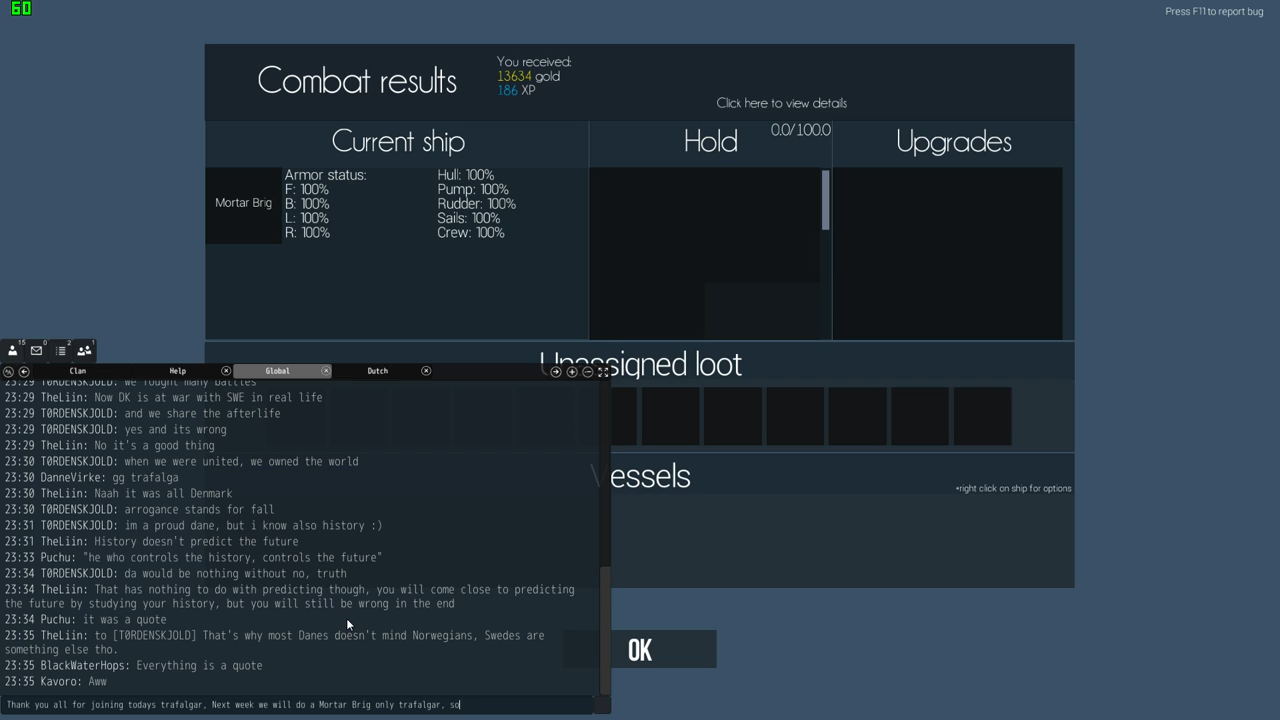 60
Press F11 to report bug
Combat results
You received:
13634 gold
186 XP
Click here to view details
Current ship
Hold
0.0/100.0
Upgrades
Mortar Brig
Armor status:
F: 100%
B: 100%
L: 100%
R: 100%
Hull: 100%
Pump: 100%
Rudder: 100%
Sails: 100%
Crew: 100%
Unassigned loot
Vessels
*right click on ship for options
15
0
2
1
Clan
Help
Global
Dutch
23:29 T0RDENSKJOLD: we fought many battles
23:29 TheLiin: Now DK is at war with SWE in real life
23:29 T0RDENSKJOLD: and we share the afterlife
23:29 T0RDENSKJOLD: yes and its wrong
23:29 TheLiin: No it's a good thing
23:30 T0RDENSKJOLD: when we were united, we owned the world
23:30 DanneVirke: gg trafalga
23:30 TheLiin: Naah it was all Denmark
23:30 T0RDENSKJOLD: arrogance stands for fall
23:31 T0RDENSKJOLD: im a proud dane, but i know also history :)
23:31 TheLiin: History doesn't predict the future
23:33 Puchu: "he who controls the history, controls the future"
23:34 T0RDENSKJOLD: da would be nothing without no, truth
23:34 TheLiin: That has nothing to do with predicting though, you will come close to predicting
the future by studying your history, but you will still be wrong in the end
23:34 Puchu: it was a quote
23:35 TheLiin: to [T0RDENSKJOLD] That's why most Danes doesn't mind Norwegians, Swedes are
something else tho.
23:35 BlackWaterHops: Everything is a quote
23:35 Kavoro: Aww
Thank you all for joining todays trafalgar, Next week we will do a Mortar Brig only trafalgar, so
OK